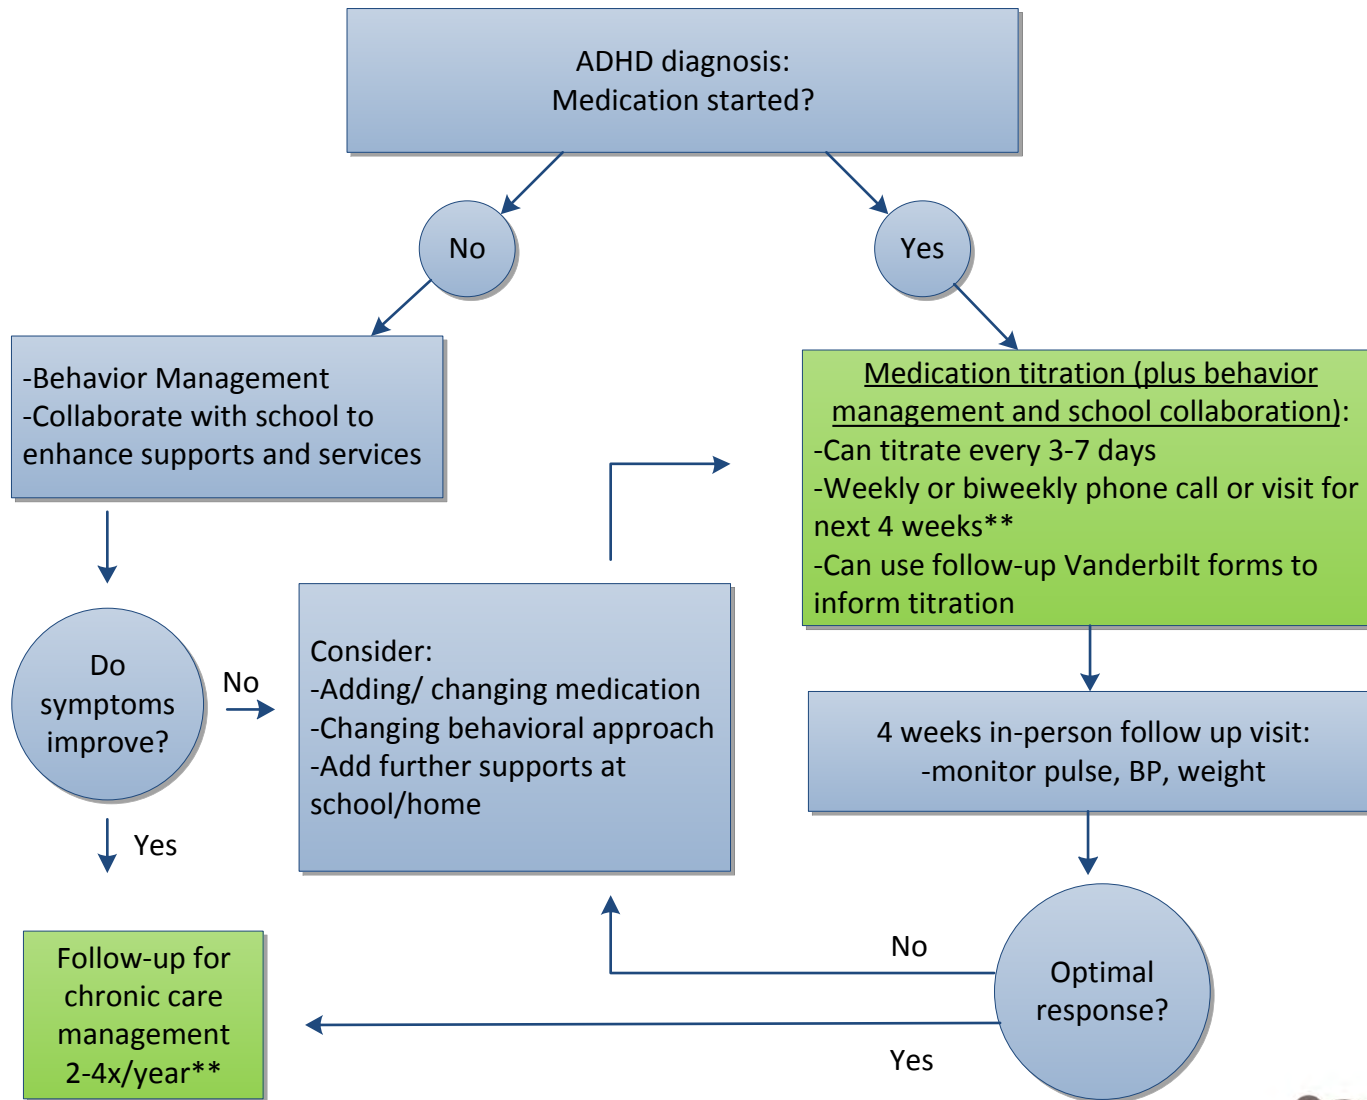 ADHD diagnosis:
Medication started?
No
Yes
-Behavior Management
-Collaborate with school to
enhance supports and services
Medication titration (plus behavior
management and school collaboration):
-Can titrate every 3-7 days
-Weekly or biweekly phone call or visit for
next 4 weeks**
-Can use follow-up Vanderbilt forms to
inform titration
Do
symptoms
improve?
No
Yes
Consider:
-Adding/ changing medication
-Changing behavioral approach
-Add further supports at
school/home
4 weeks in-person follow up visit:
-monitor pulse, BP, weight
Optimal
response?
No
Yes
Follow-up for
chronic care
management
2-4x/year**